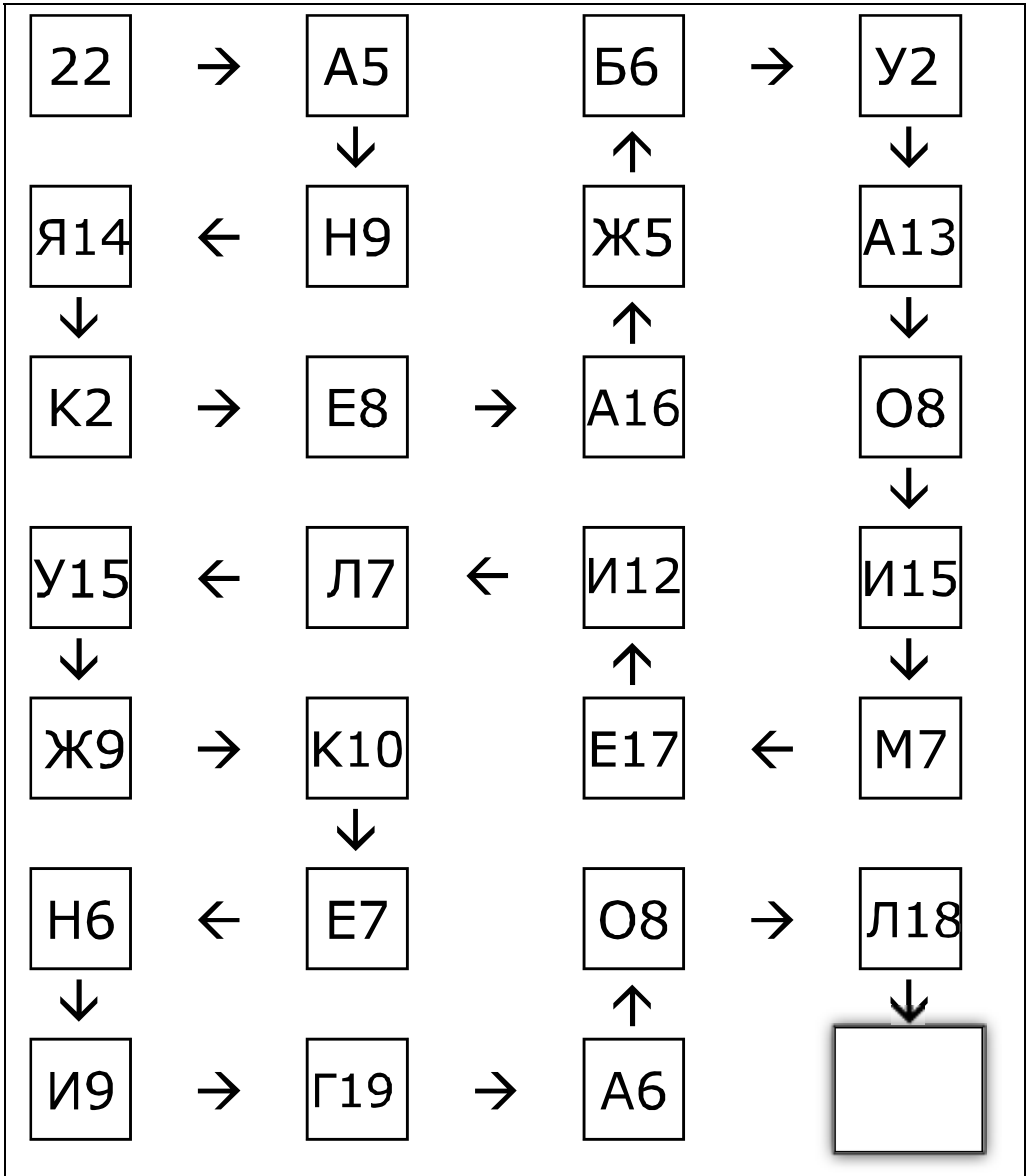 22 → А5 Б6 → У2
↓ ↑ ↓
Я14 ← Н9 Ж5 А13
↓ ↑ ↓
К2 → Е8 → А16 О8
↓
У15 ← Л7 ← И12 И15
↓ ↑ ↓
Ж9 → К10 Е17 ← М7
↓
Н6 ← Е7 О8 → Л18
↓ ↑ ↓
И9 → Г19 → А6